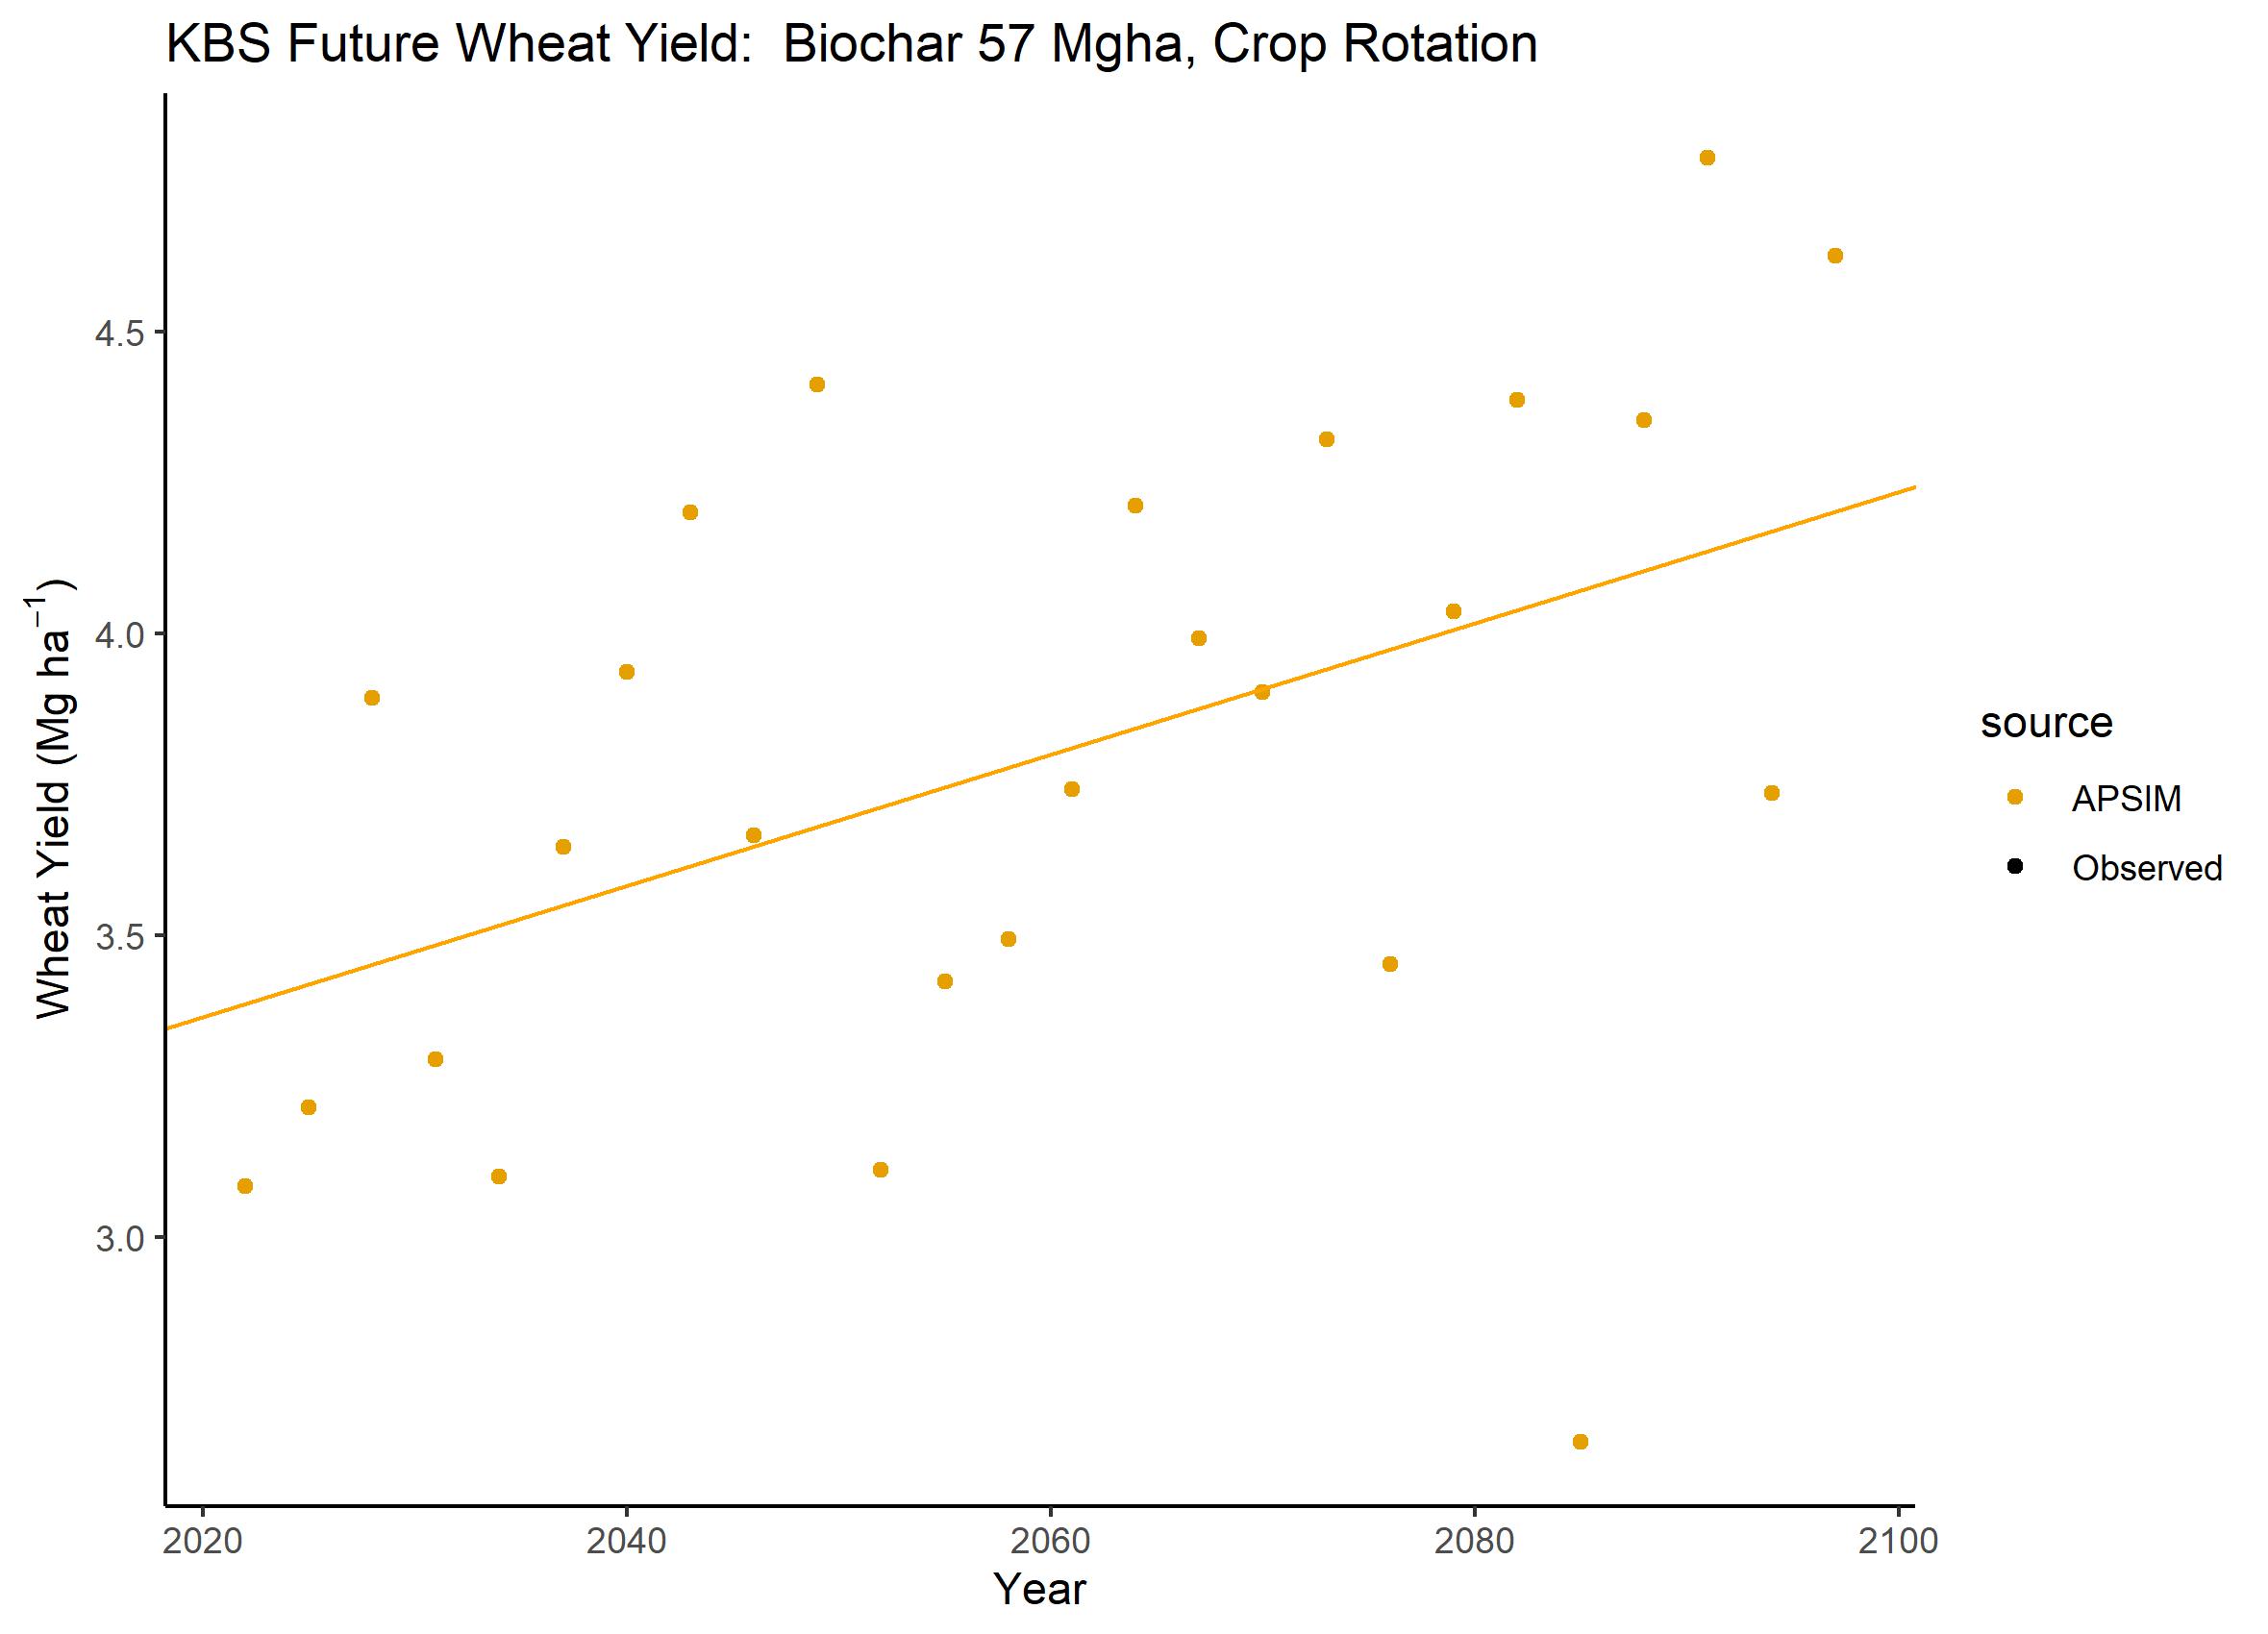 KBS Future Wheat Yield:  Biochar 57 Mgha, Crop Rotation
Wheat Yield (Mg ha⁻¹)
4.5
4.0
3.5
3.0
2020
2040
2060
2080
2100
Year
source
APSIM
Observed